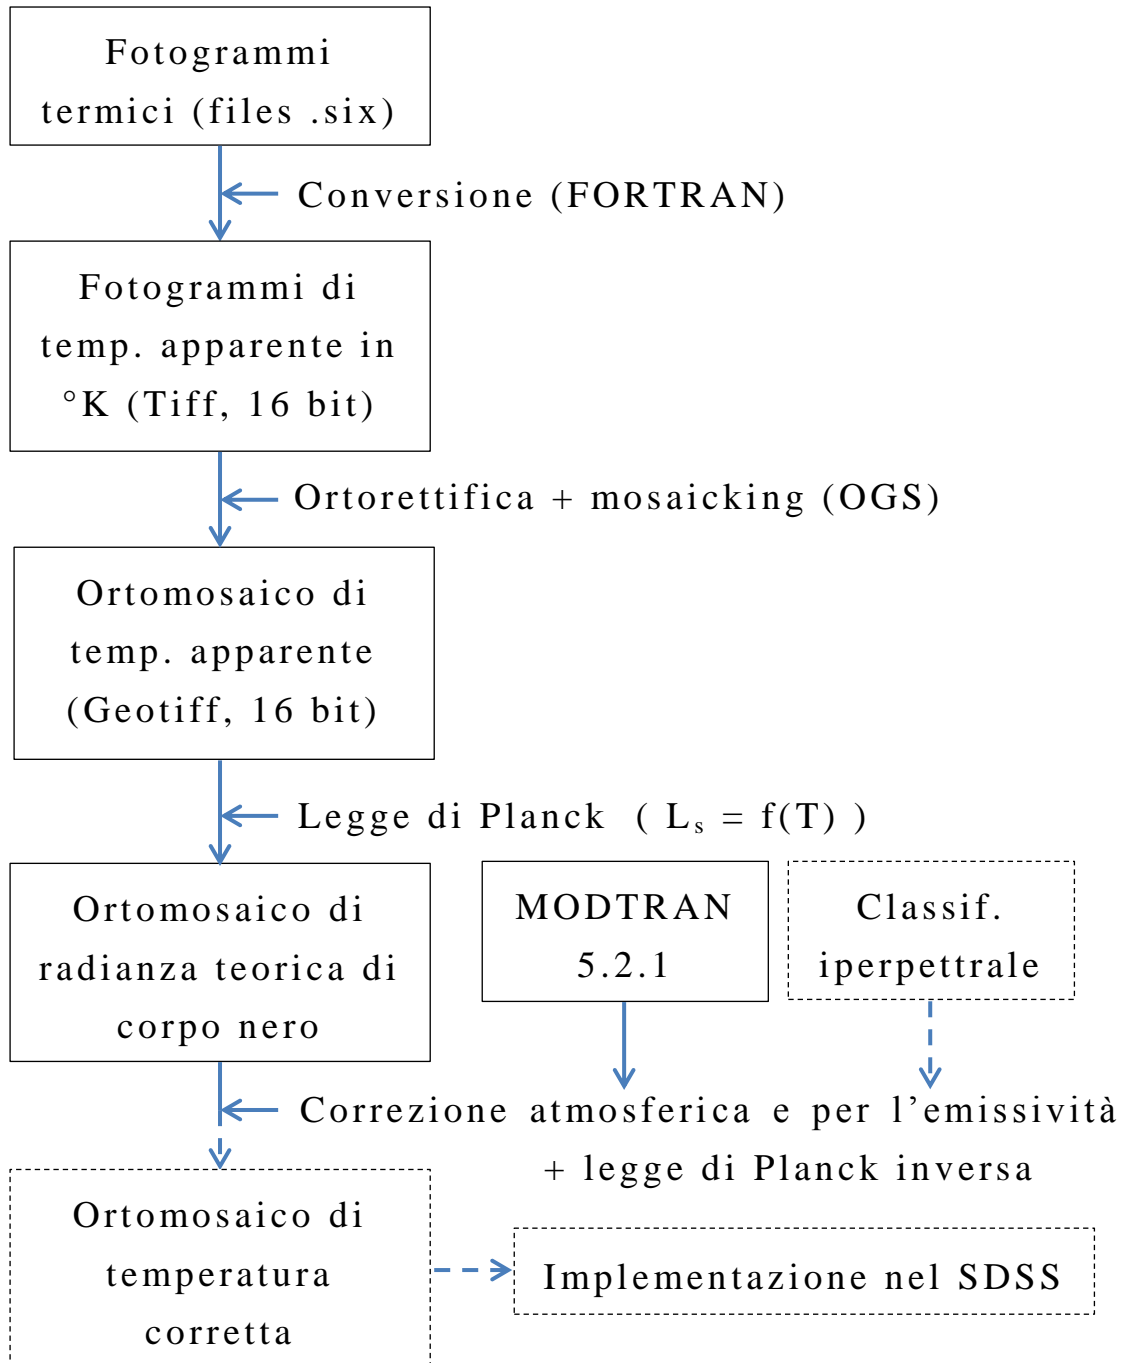 Fotogrammi
termici (files .six)
Conversione (FORTRAN)
Fotogrammi di
temp. apparente in
°K (Tiff, 16 bit)
Ortorettifica + mosaicking (OGS)
Ortomosaico di
temp. apparente
(Geotiff, 16 bit)
Legge di Planck ( Ls = f(T) )
Ortomosaico di
radianza teorica di
corpo nero
MODTRAN
5.2.1
Classif.
iperpettrale
Correzione atmosferica e per l’emissività
+ legge di Planck inversa
Ortomosaico di
temperatura
corretta
Implementazione nel SDSS